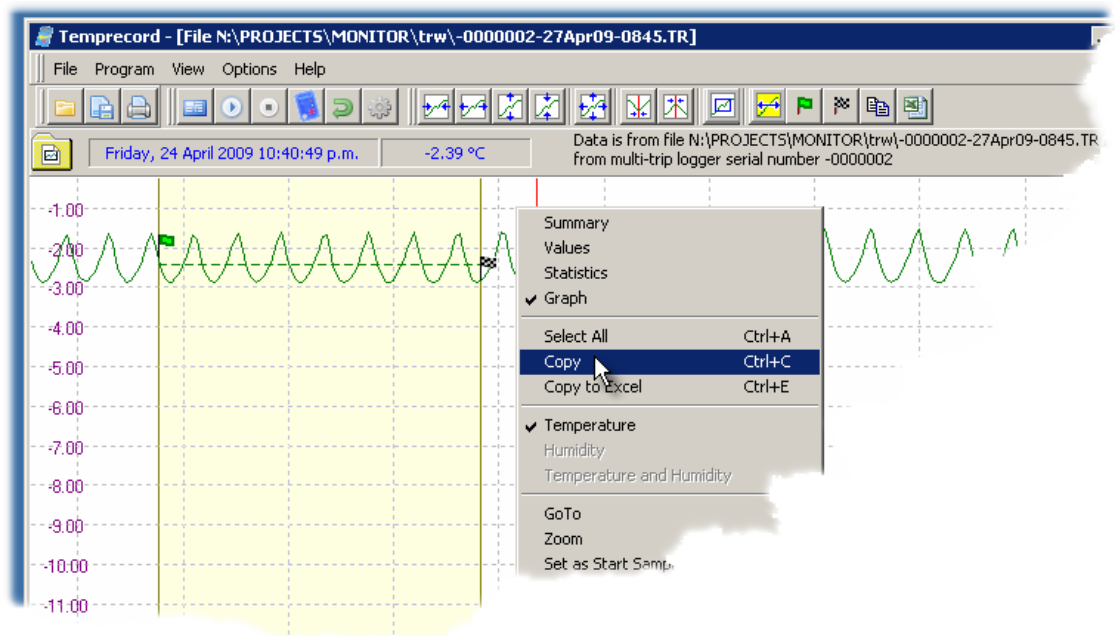 Temprecord - [File N:\PROJECTS\MONITOR\trw\-0000002-27Apr09-0845.TR]
File Program View Options Help
Friday, 24 April 2009 10:40:49 p.m.
-2.39 °C
Data is from file N:\PROJECTS\MONITOR\trw\-0000002-27Apr09-0845.TR
from multi-trip logger serial number -0000002
-1.00
-2.00
-3.00
-4.00
-5.00
-6.00
-7.00
-8.00
-9.00
-10.00
-11.00
Summary
Values
Statistics
Graph
Select All Ctrl+A
Copy Ctrl+C
Copy to Excel Ctrl+E
Temperature
Humidity
Temperature and Humidity
GoTo
Zoom
Set as Start